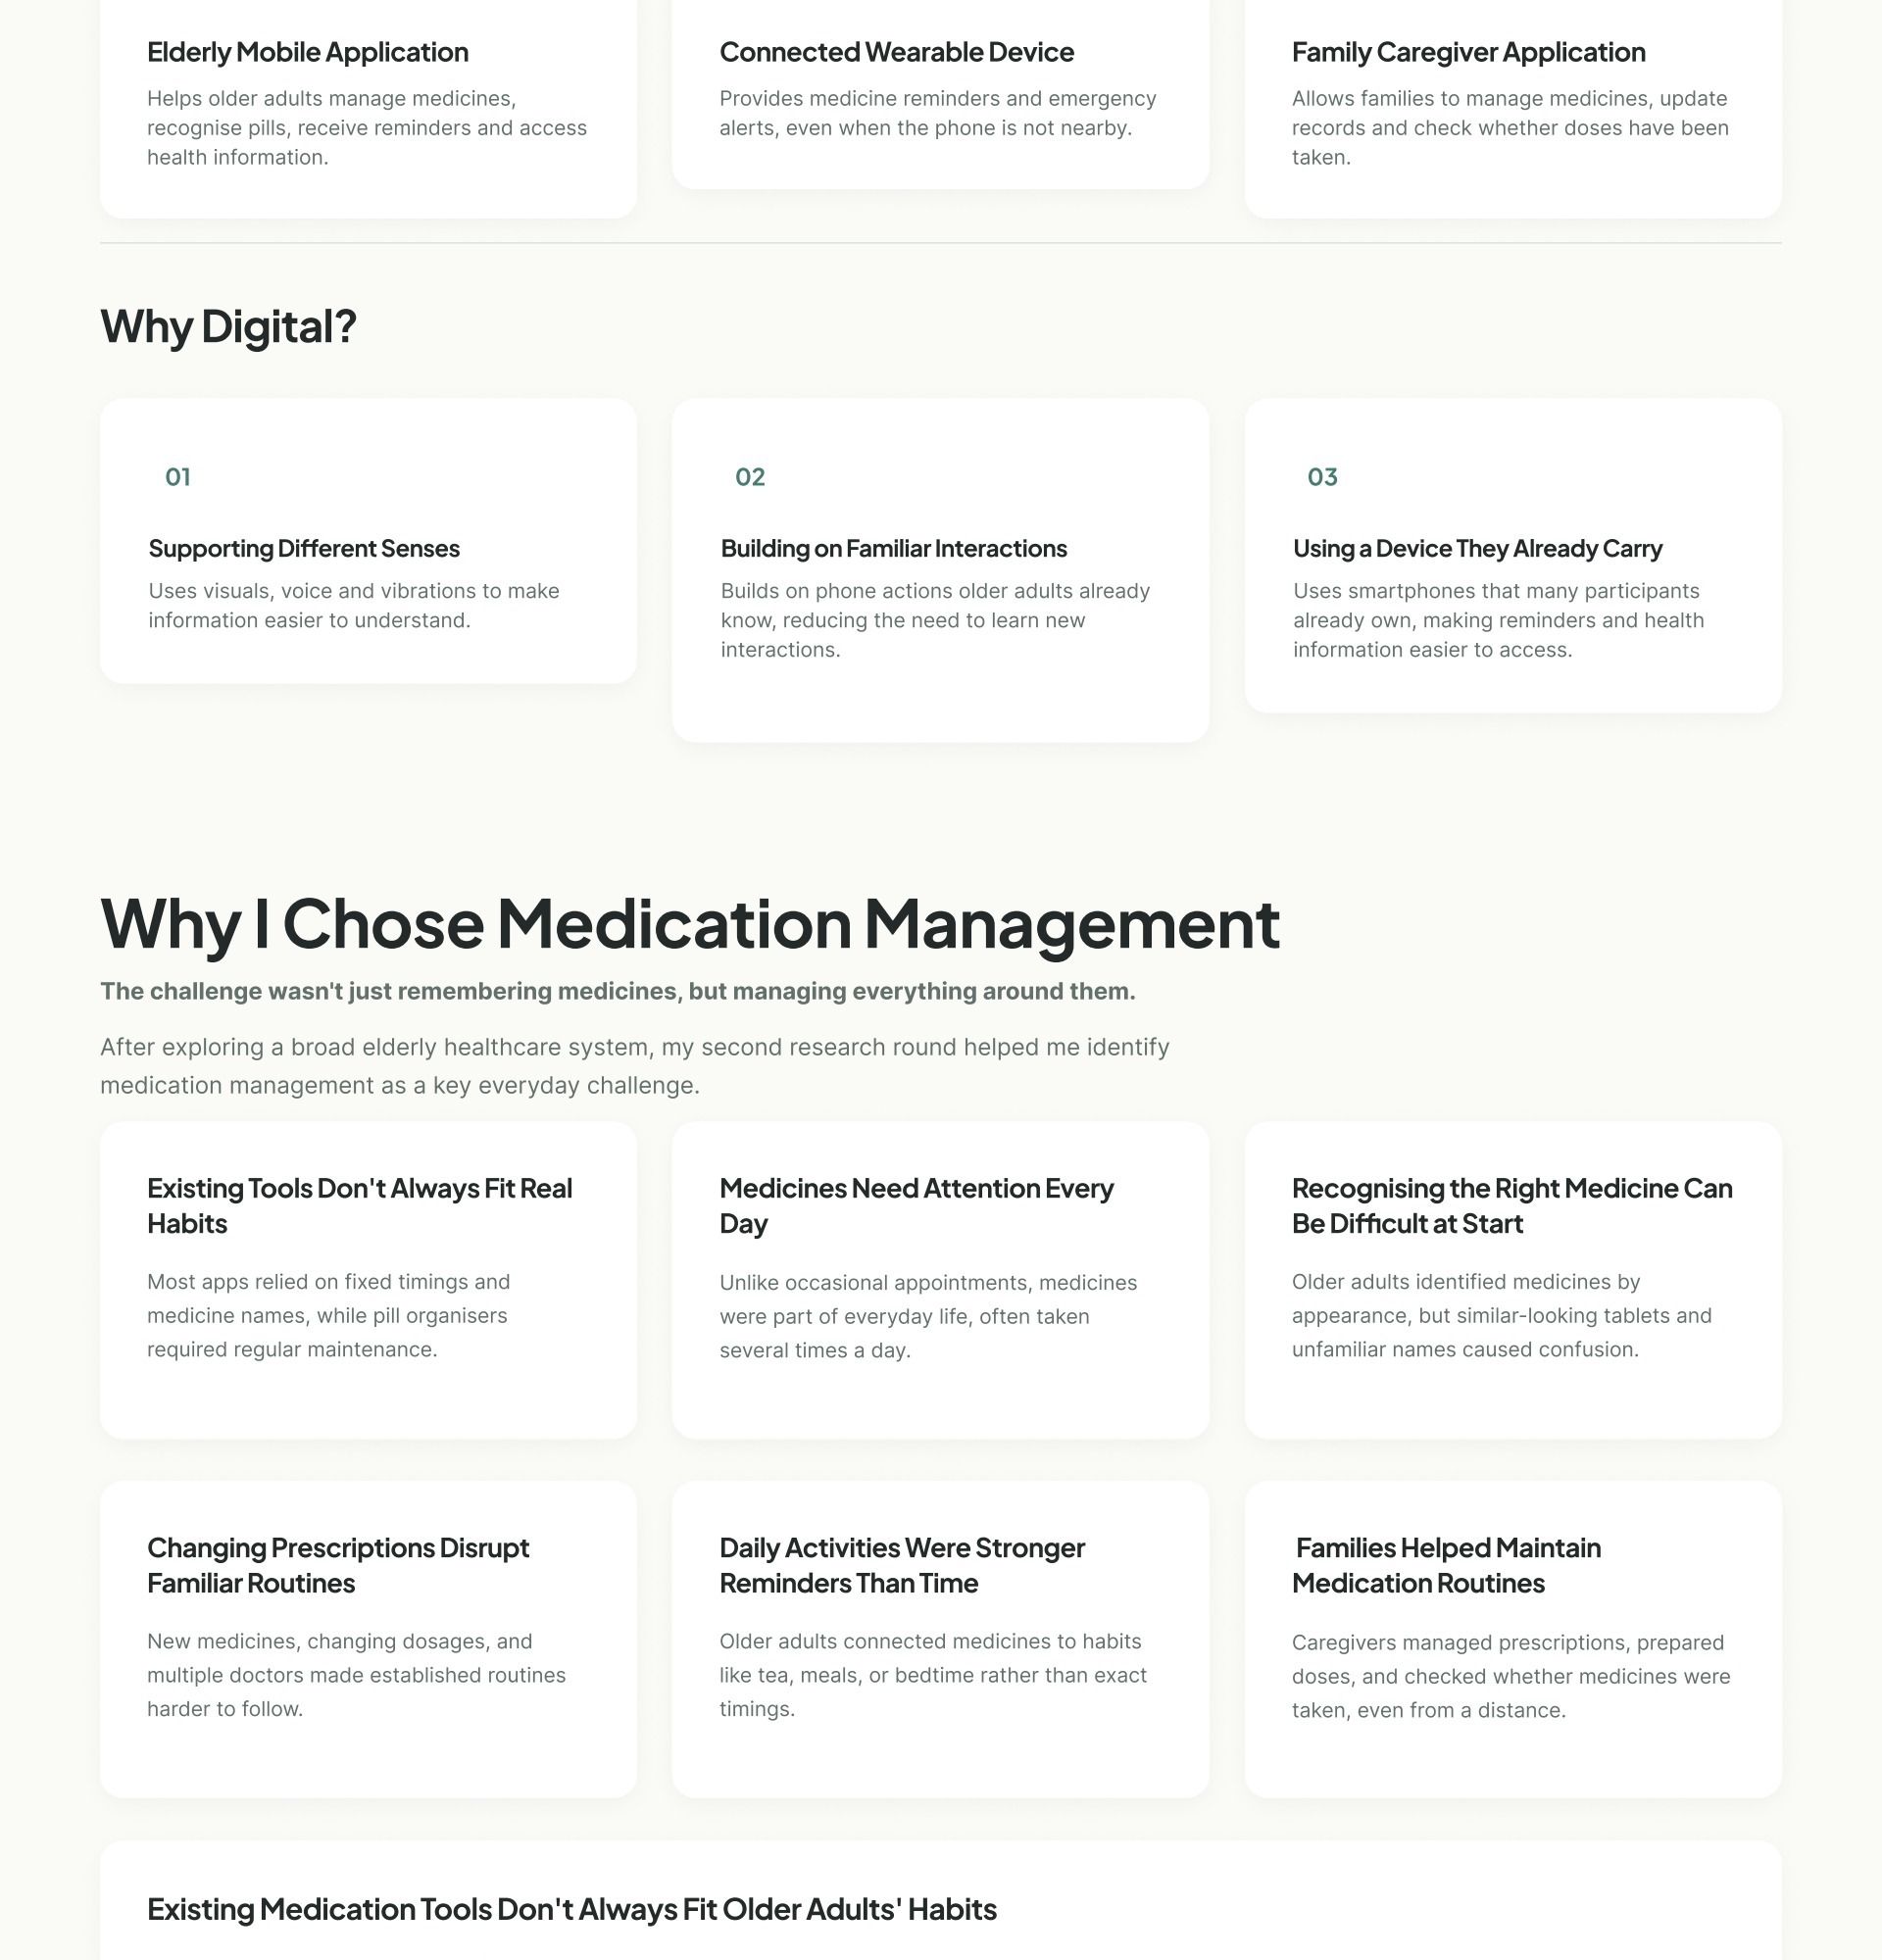 Elderly Mobile Application
Helps older adults manage medicines,
recognise pills, receive reminders and access
health information.
Connected Wearable Device
Provides medicine reminders and emergency
alerts, even when the phone is not nearby.
Family Caregiver Application
Allows families to manage medicines, update
records and check whether doses have been
taken.
Why Digital?
01
Supporting Different Senses
Uses visuals, voice and vibrations to make
information easier to understand.
02
Building on Familiar Interactions
Builds on phone actions older adults already
know, reducing the need to learn new
interactions.
03
Using a Device They Already Carry
Uses smartphones that many participants
already own, making reminders and health
information easier to access.
Why I Chose Medication Management
The challenge wasn't just remembering medicines, but managing everything around them.
After exploring a broad elderly healthcare system, my second research round helped me identify
medication management as a key everyday challenge.
Existing Tools Don't Always Fit Real
Habits
Most apps relied on fixed timings and
medicine names, while pill organisers
required regular maintenance.
Medicines Need Attention Every
Day
Unlike occasional appointments, medicines
were part of everyday life, often taken
several times a day.
Recognising the Right Medicine Can
Be Difficult at Start
Older adults identified medicines by
appearance, but similar-looking tablets and
unfamiliar names caused confusion.
Changing Prescriptions Disrupt
Familiar Routines
New medicines, changing dosages, and
multiple doctors made established routines
harder to follow.
Daily Activities Were Stronger
Reminders Than Time
Older adults connected medicines to habits
like tea, meals, or bedtime rather than exact
timings.
Families Helped Maintain
Medication Routines
Caregivers managed prescriptions, prepared
doses, and checked whether medicines were
taken, even from a distance.
Existing Medication Tools Don't Always Fit Older Adults' Habits